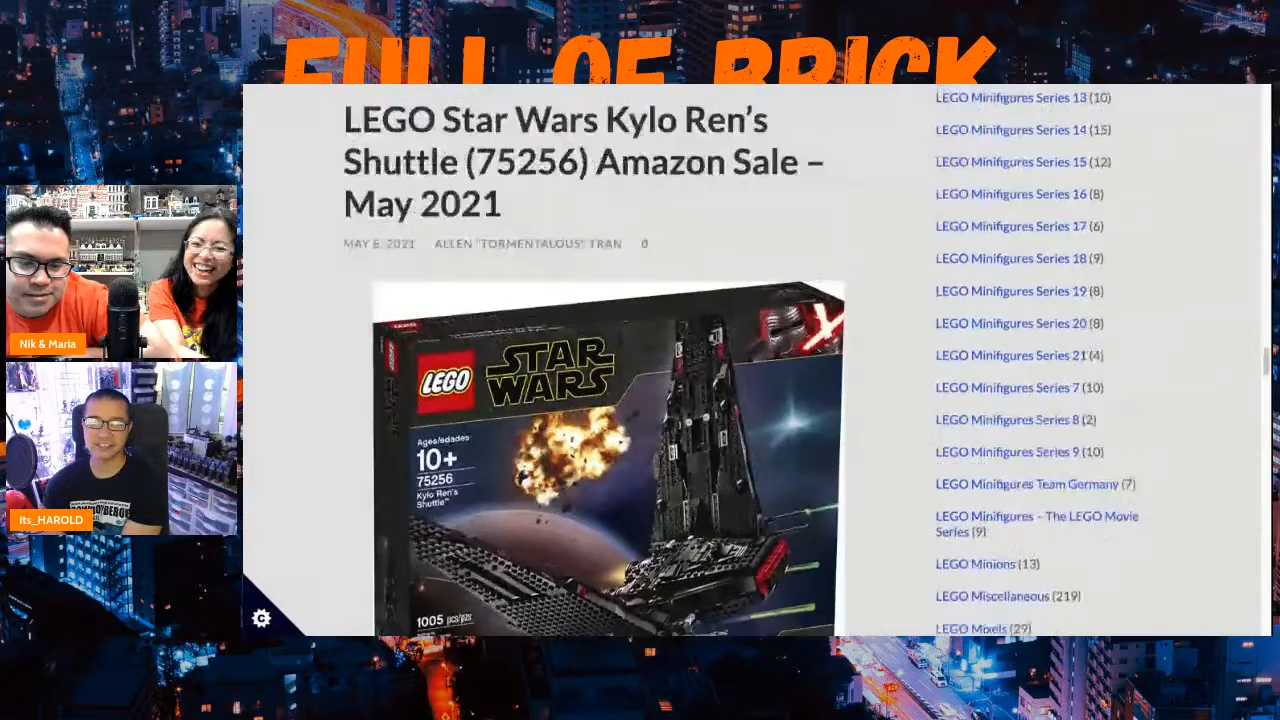 FULL OF BRICK
LEGO Star Wars Kylo Ren's
Shuttle (75256) Amazon Sale –
May 2021
MAY 8, 2021 ALLEN "TORMENTALOUS" TRAN 0
LEGO
STAR
WARS
Ages/edades
10+
75256
Kylo Ren's
Shuttle™
1005 pcs/pzs
LEGO Minifigures Series 13 (10)
LEGO Minifigures Series 14 (15)
LEGO Minifigures Series 15 (12)
LEGO Minifigures Series 16 (8)
LEGO Minifigures Series 17 (6)
LEGO Minifigures Series 18 (9)
LEGO Minifigures Series 19 (8)
LEGO Minifigures Series 20 (8)
LEGO Minifigures Series 21 (4)
LEGO Minifigures Series 7 (10)
LEGO Minifigures Series 8 (2)
LEGO Minifigures Series 9 (10)
LEGO Minifigures Team Germany (7)
LEGO Minifigures – The LEGO Movie
Series (9)
LEGO Minions (13)
LEGO Miscellaneous (219)
LEGO Mixels (29)
Nik & Maria
its_HAROLD